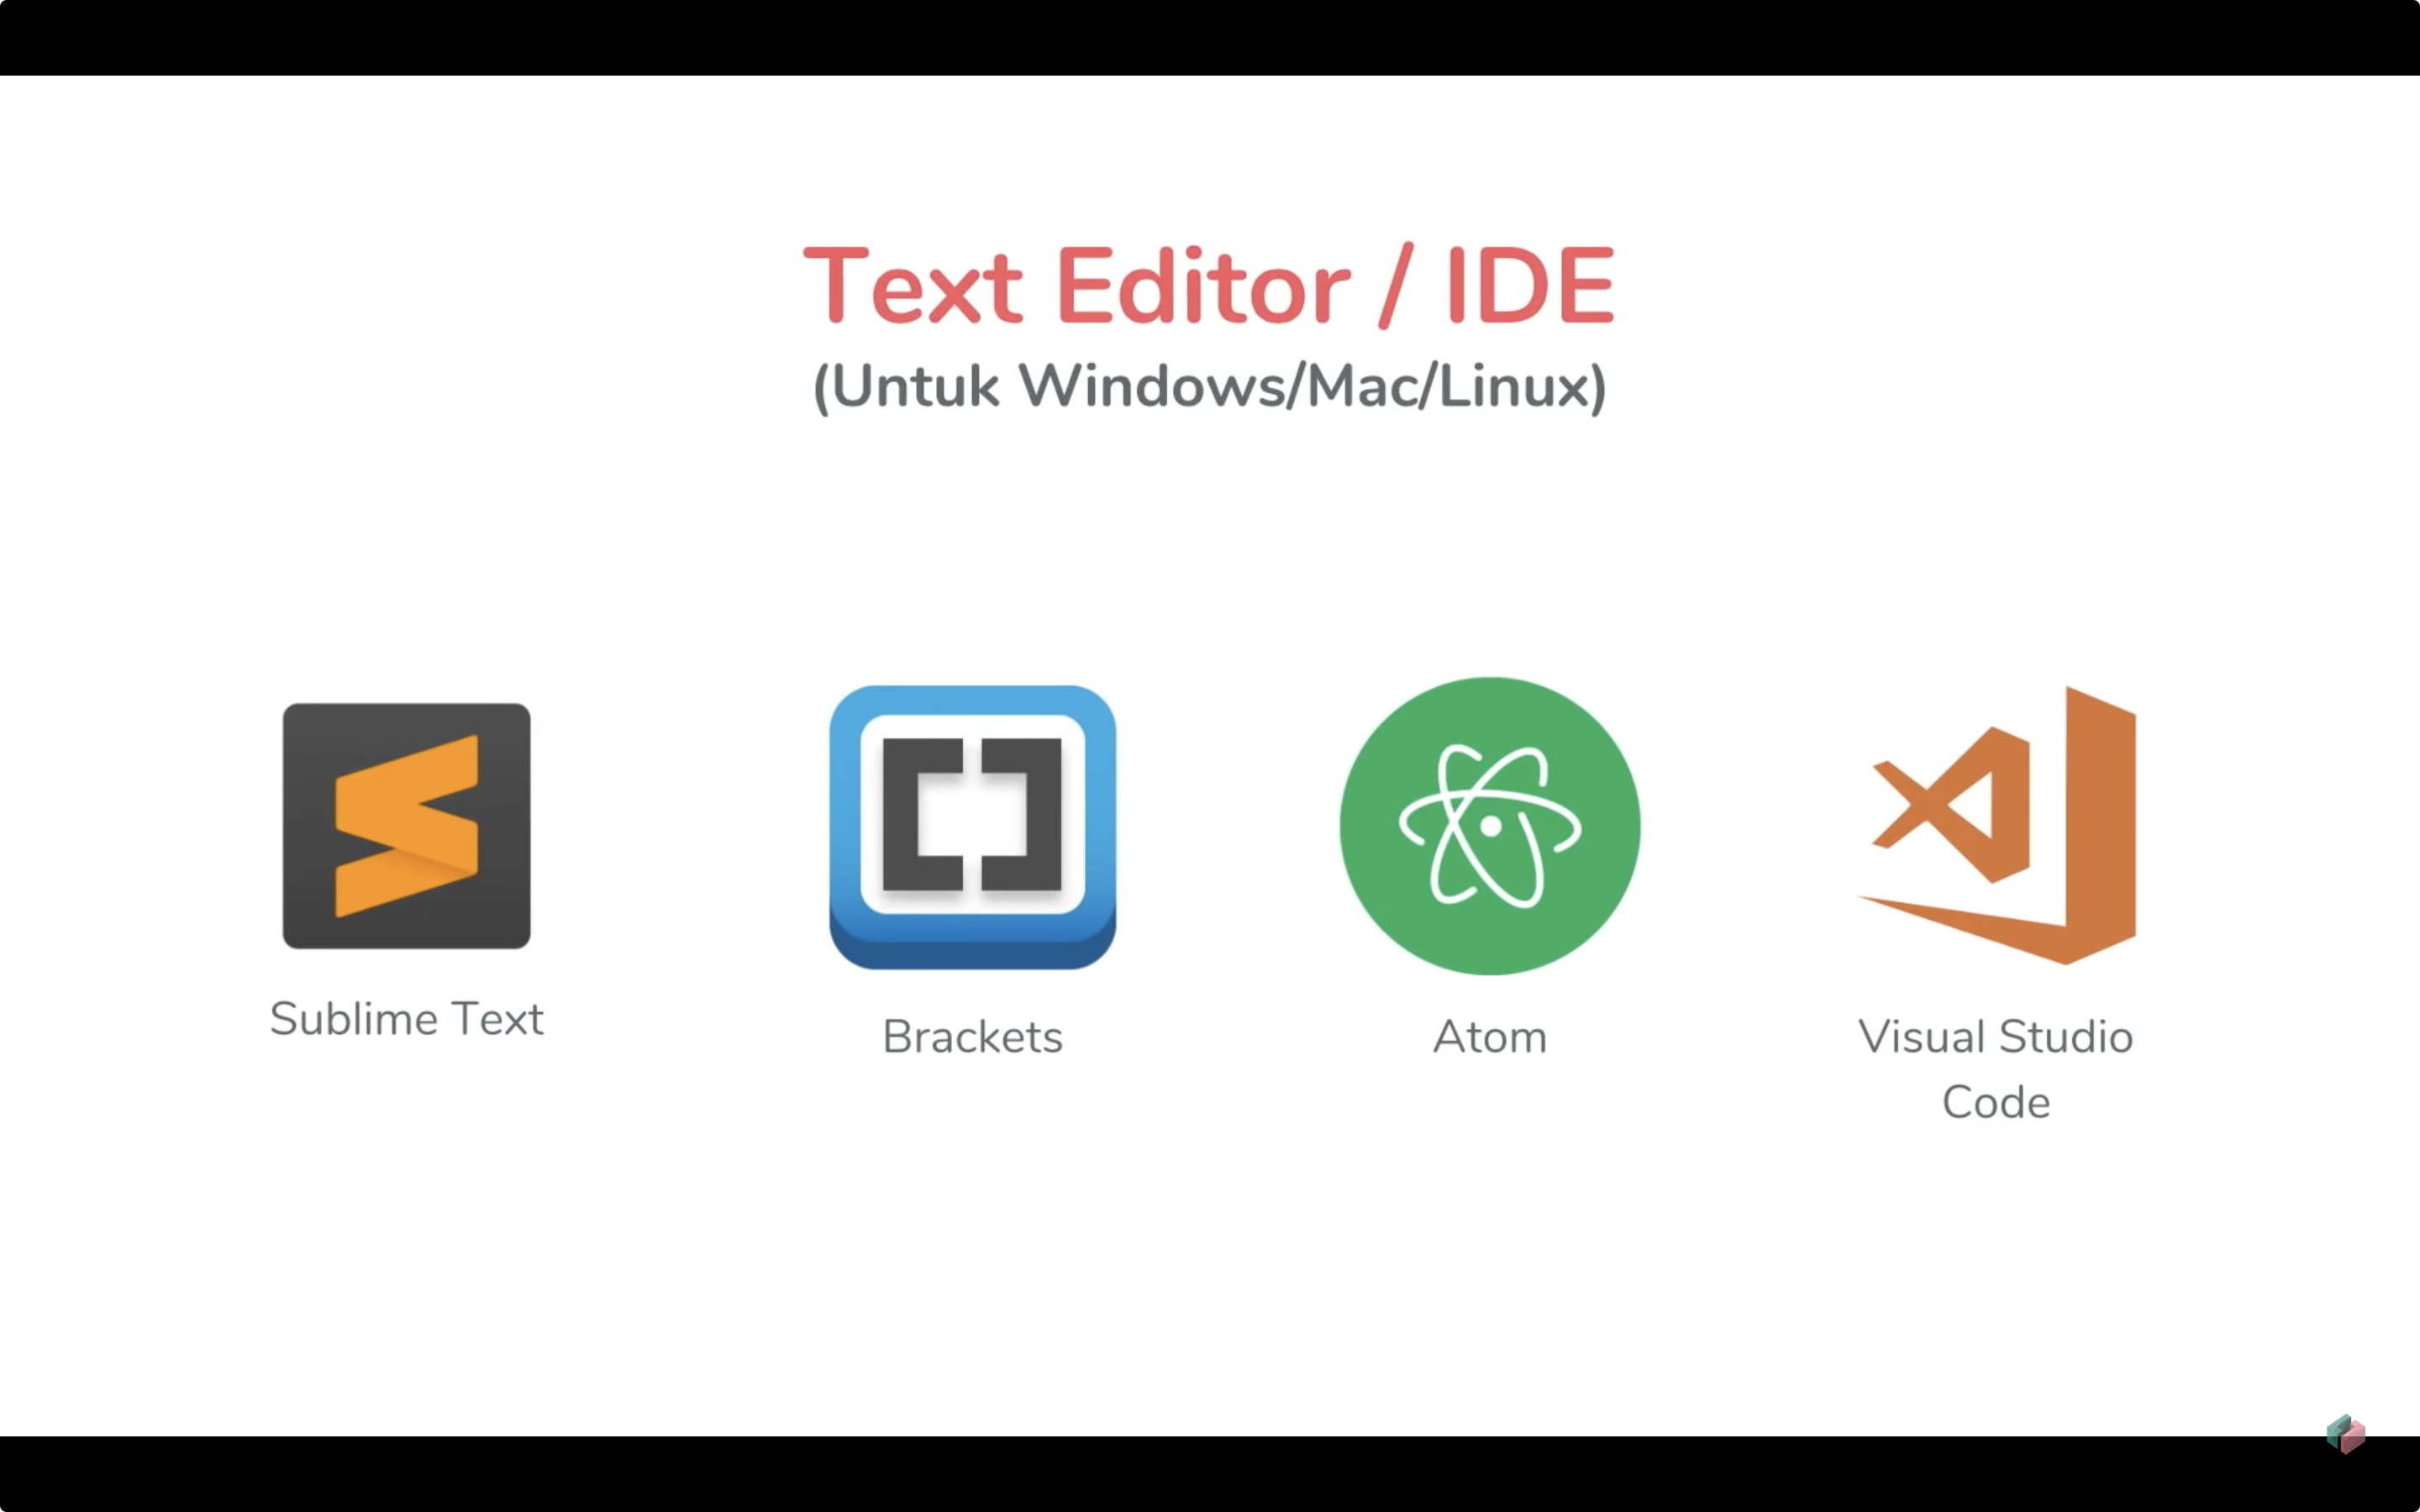 Text Editor / IDE
(Untuk Windows/Mac/Linux)
Sublime Text
Brackets
Atom
Visual Studio
Code